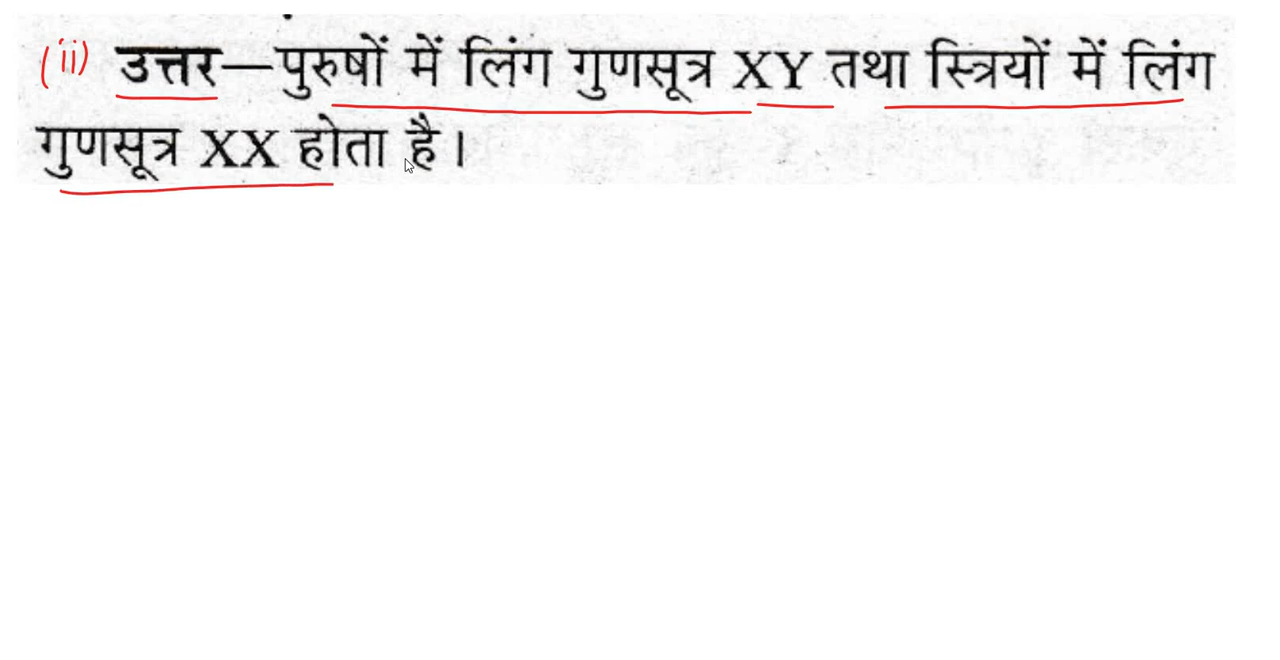 (ii) उत्तर—पुरुषों में लिंग गुणसूत्र XY तथा स्त्रियों में लिंग
गुणसूत्र XX होता है।